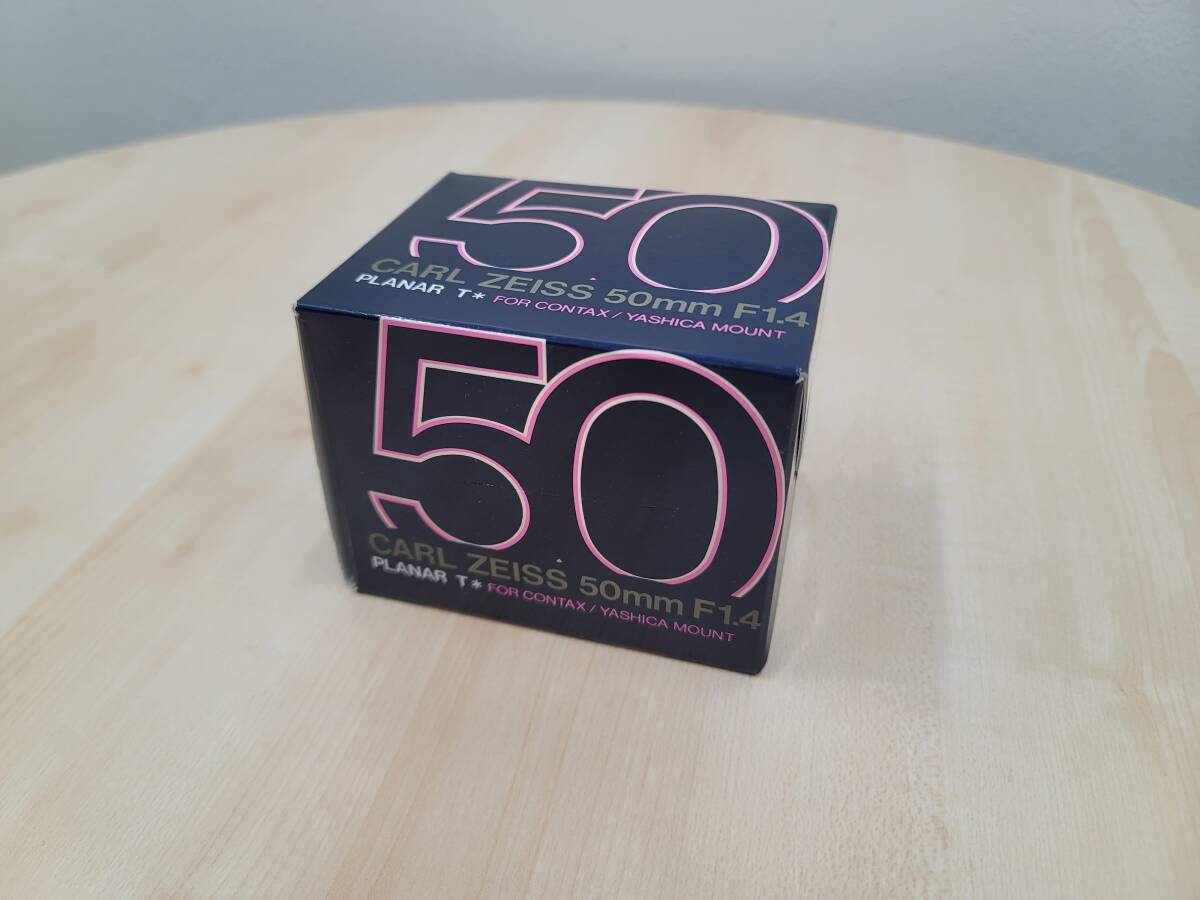 50
CARL ZEISS 50mm F1.4
PLANAR T* FOR CONTAX / YASHICA MOUNT
50
CARL ZEISS 50mm F1.4
PLANAR T* FOR CONTAX / YASHICA MOUNT